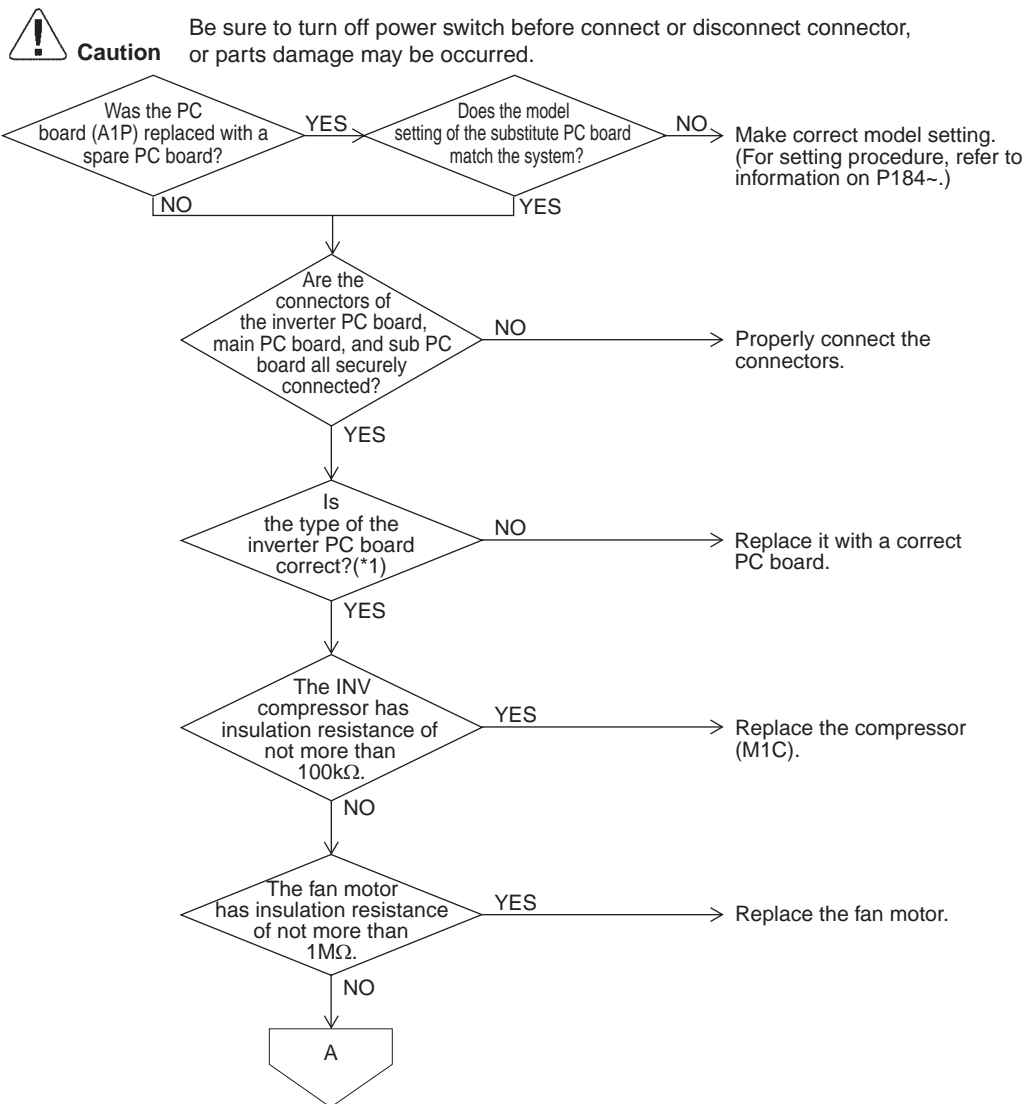 Caution
Be sure to turn off power switch before connect or disconnect connector,
or parts damage may be occurred.
Was the PC
board (A1P) replaced with a
spare PC board?
YES
Does the model
setting of the substitute PC board
match the system?
NO
Make correct model setting.
(For setting procedure, refer to
information on P184~.)
NO
YES
Are the
connectors of
the inverter PC board,
main PC board, and sub PC
board all securely
connected?
NO
Properly connect the
connectors.
YES
Is
the type of the
inverter PC board
correct?(*1)
NO
Replace it with a correct
PC board.
YES
The INV
compressor has
insulation resistance of
not more than
100kΩ.
YES
Replace the compressor
(M1C).
NO
The fan motor
has insulation resistance
of not more than
1MΩ.
YES
Replace the fan motor.
NO
A